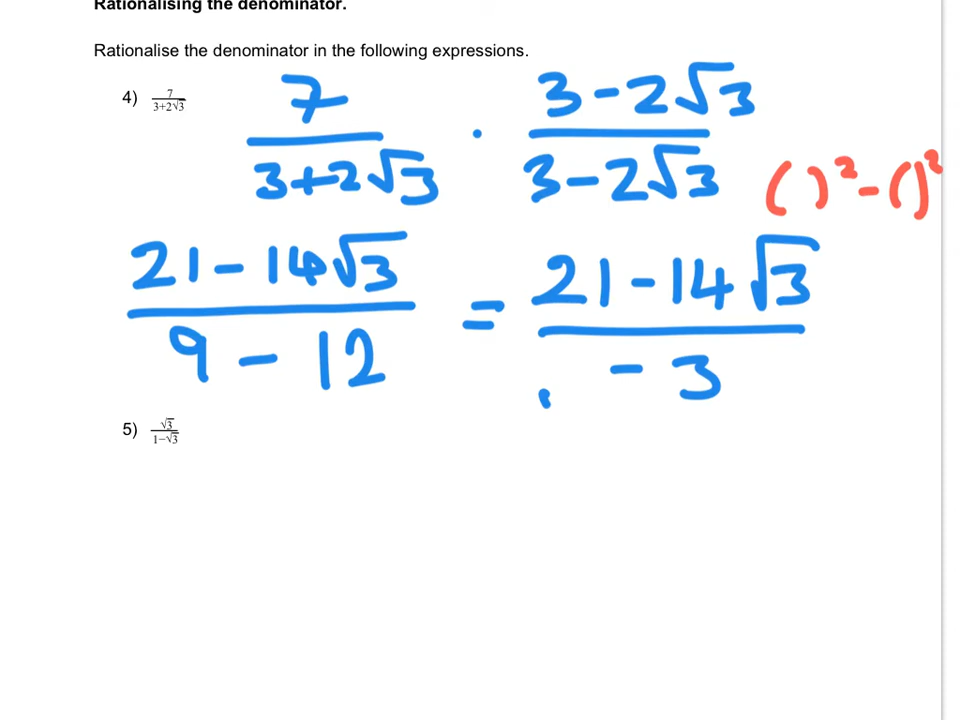 Rationalising the denominator.
Rationalise the denominator in the following expressions.
4) 7/(3+2√3)
7/(3+2√3) · (3-2√3)/(3-2√3) ( )² - ( )²
(21-14√3)/(9-12) = (21-14√3)/(-3)
5) √3/(1-√3)